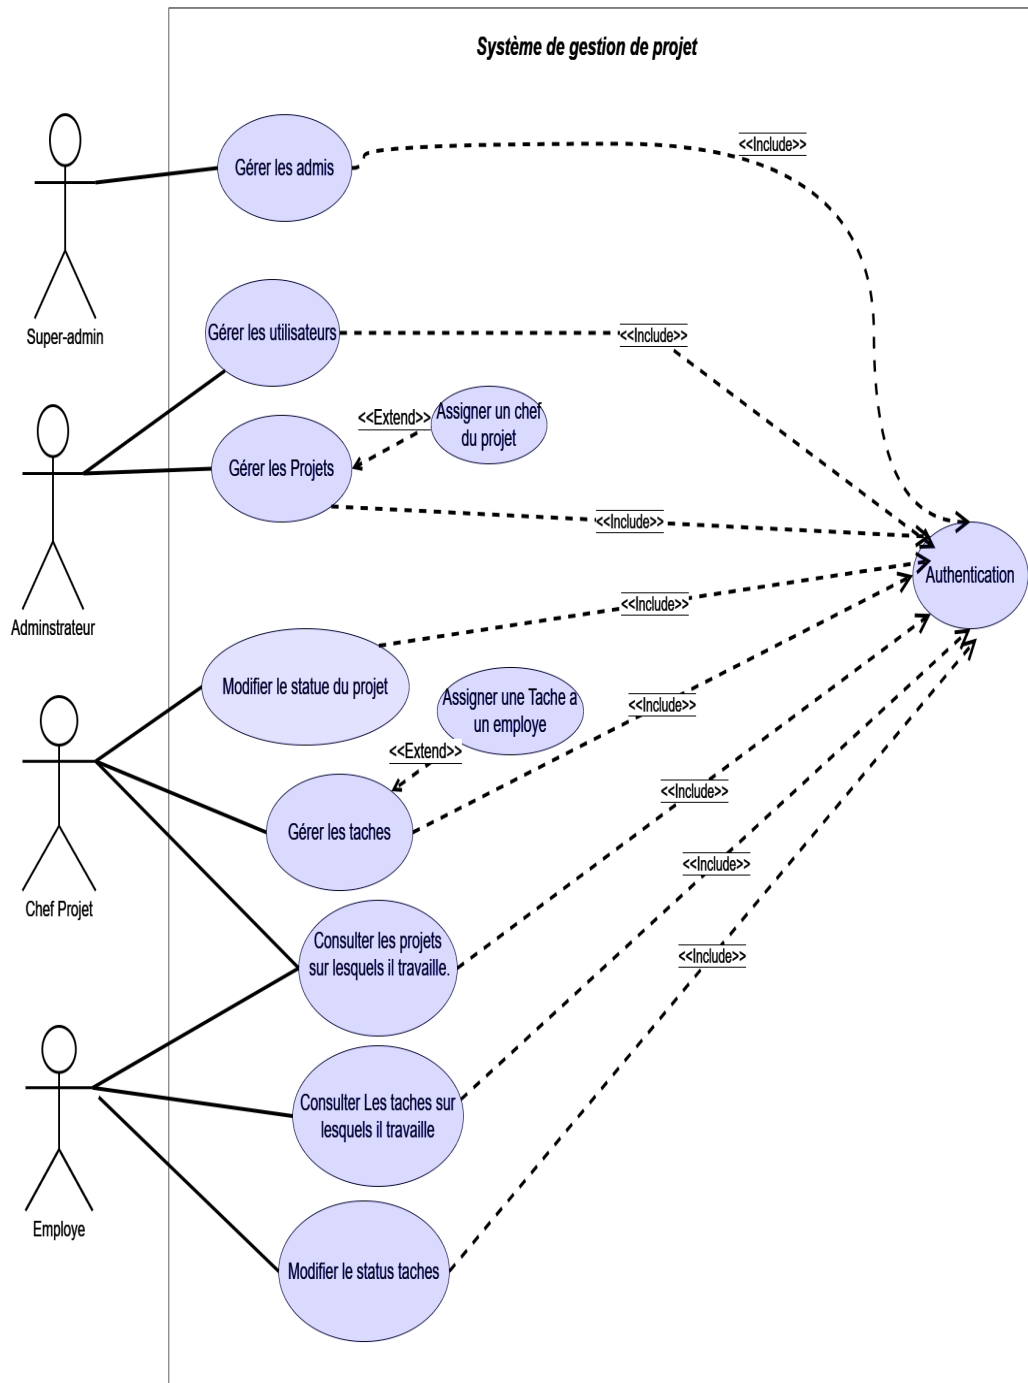 Système de gestion de projet
<<Include>>
Gérer les admis
Super-admin
Gérer les utilisateurs
<<Include>>
<<Extend>>
Assigner un chef
du projet
Gérer les Projets
<<Include>>
Authentication
Adminstrateur
<<Include>>
Modifier le statue du projet
Assigner une Tache a
un employe
<<Include>>
<<Extend>>
<<Include>>
Gérer les taches
<<Include>>
Chef Projet
Consulter les projets
sur lesquels il travaille.
<<Include>>
Consulter Les taches sur
lesquels il travaille
Employe
Modifier le status taches